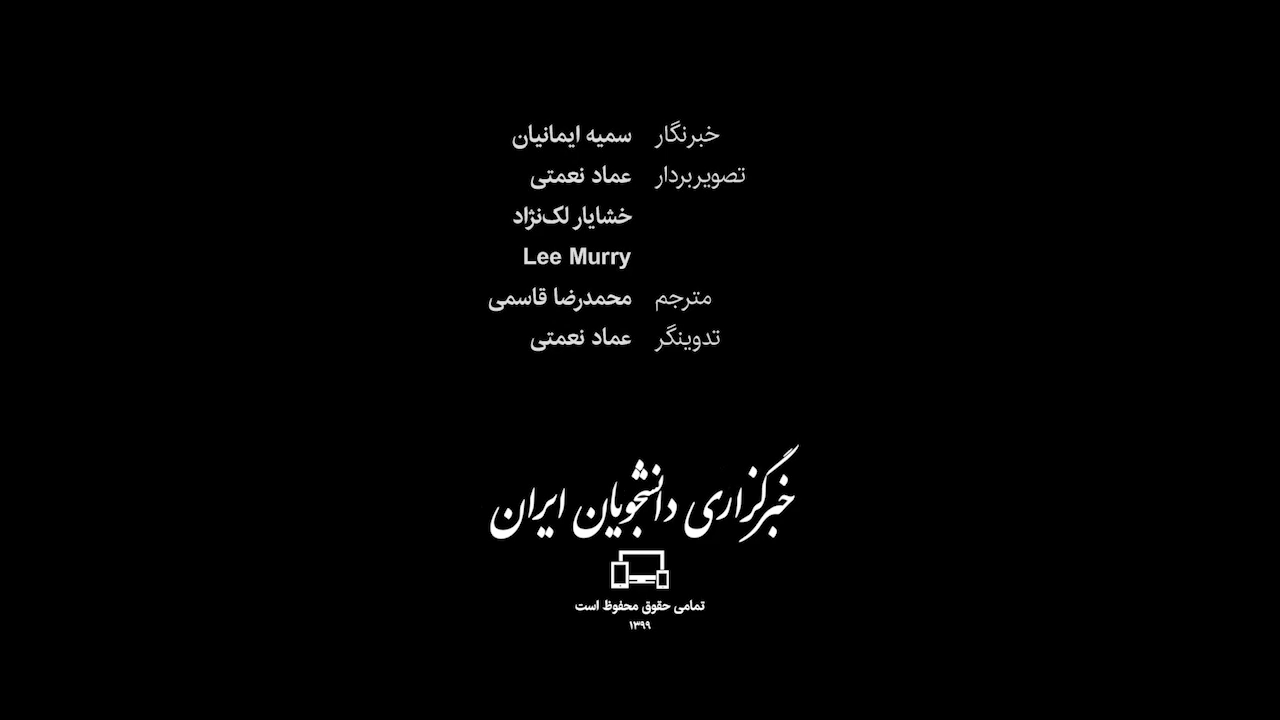 خبرنگار سمیه ایمانیان
تصویربردار عماد نعمتی
خشایار لک‌نژاد
Lee Murry
مترجم محمدرضا قاسمی
تدوینگر عماد نعمتی
خبرگزاری دانشجویان ایران
تمامی حقوق محفوظ است
۱۳۹۹